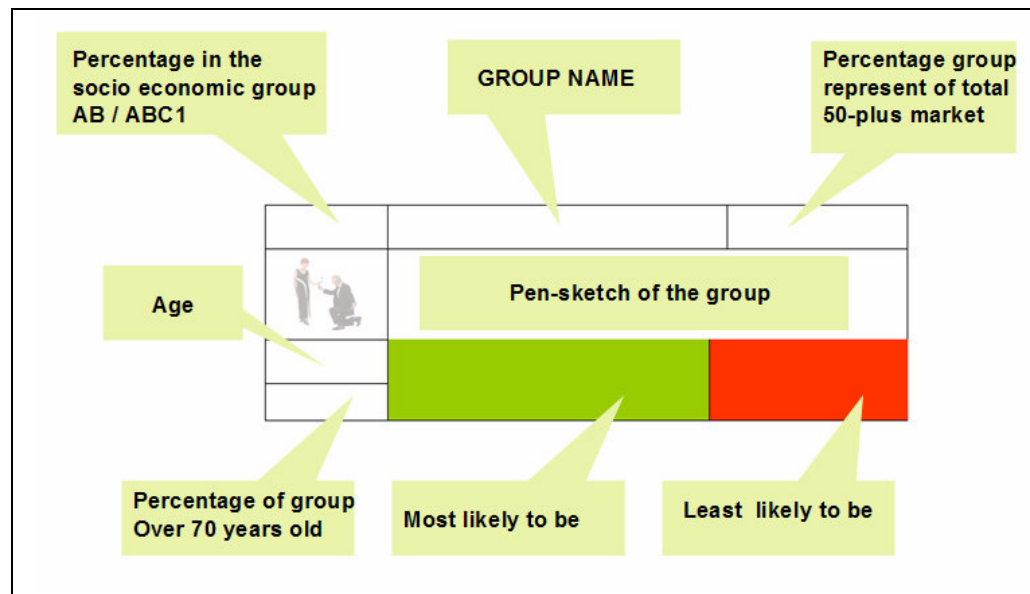 Percentage in the
socio economic group
AB / ABC1
GROUP NAME
Percentage group
represent of total
50-plus market
Age
Pen-sketch of the group
Percentage of group
Over 70 years old
Most likely to be
Least likely to be